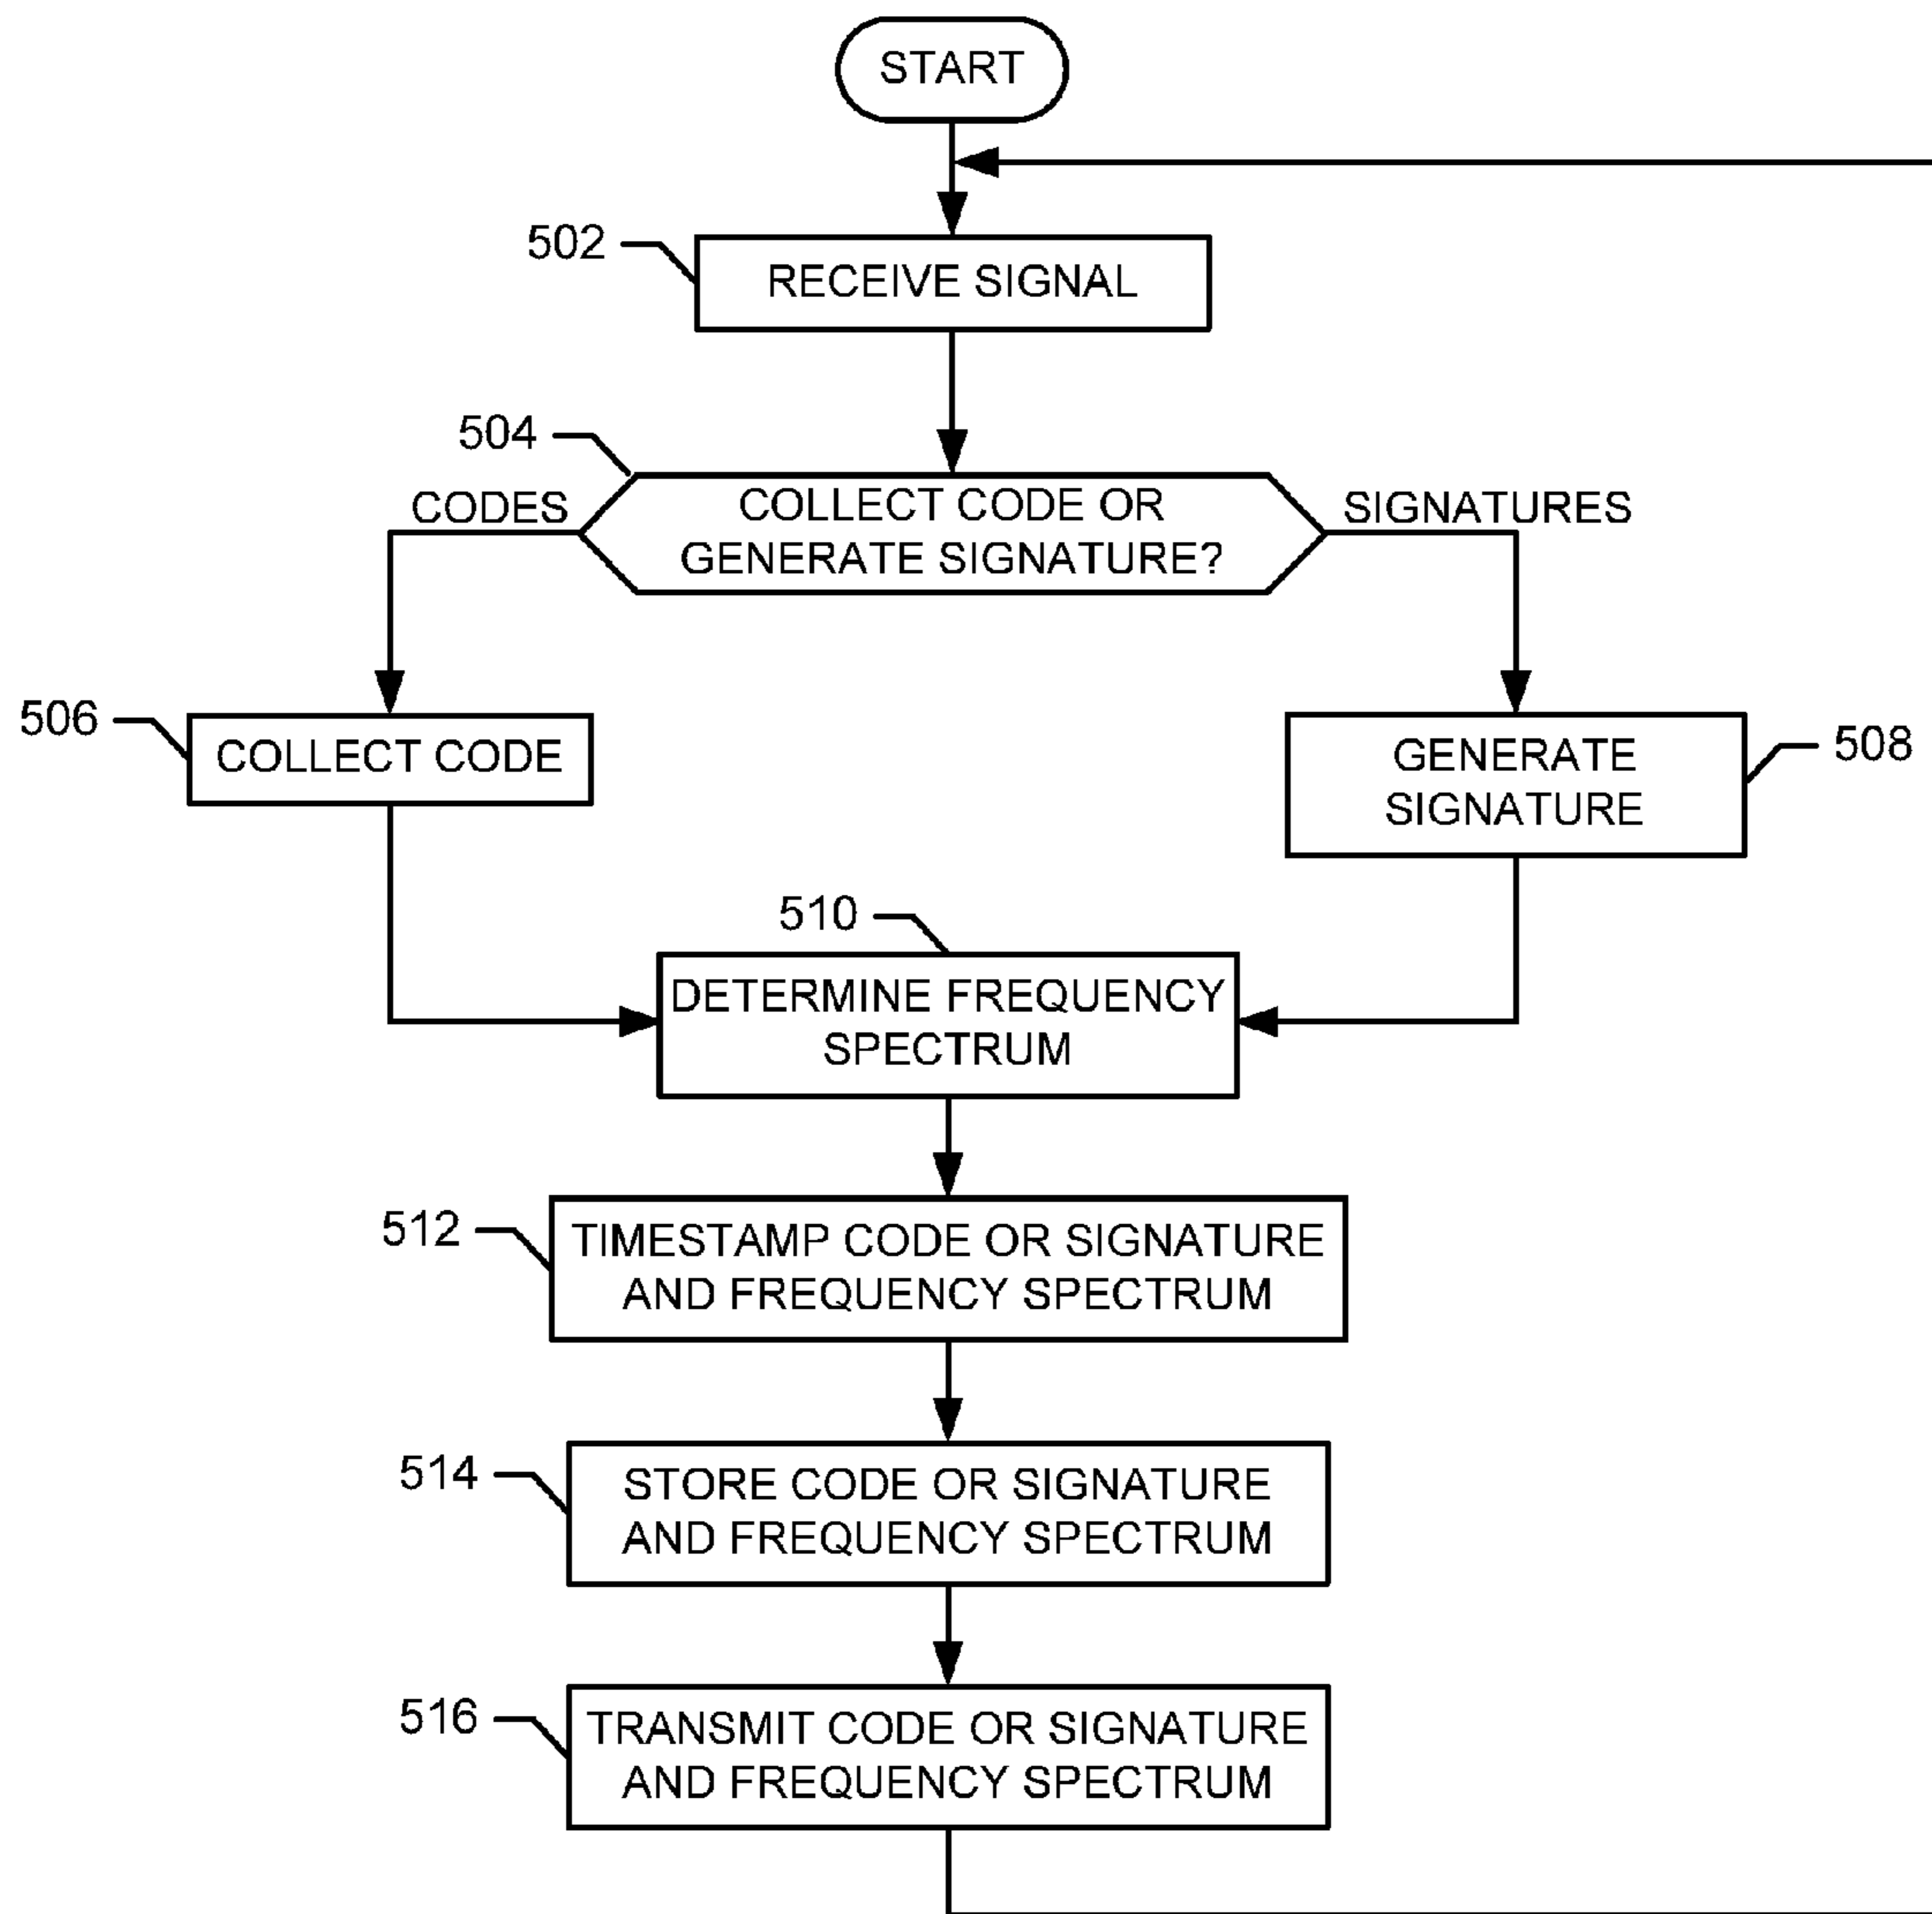 START
502
RECEIVE SIGNAL
504
CODES
COLLECT CODE OR
GENERATE SIGNATURE?
SIGNATURES
506
COLLECT CODE
GENERATE
SIGNATURE
508
510
DETERMINE FREQUENCY
SPECTRUM
512
TIMESTAMP CODE OR SIGNATURE
AND FREQUENCY SPECTRUM
514
STORE CODE OR SIGNATURE
AND FREQUENCY SPECTRUM
516
TRANSMIT CODE OR SIGNATURE
AND FREQUENCY SPECTRUM